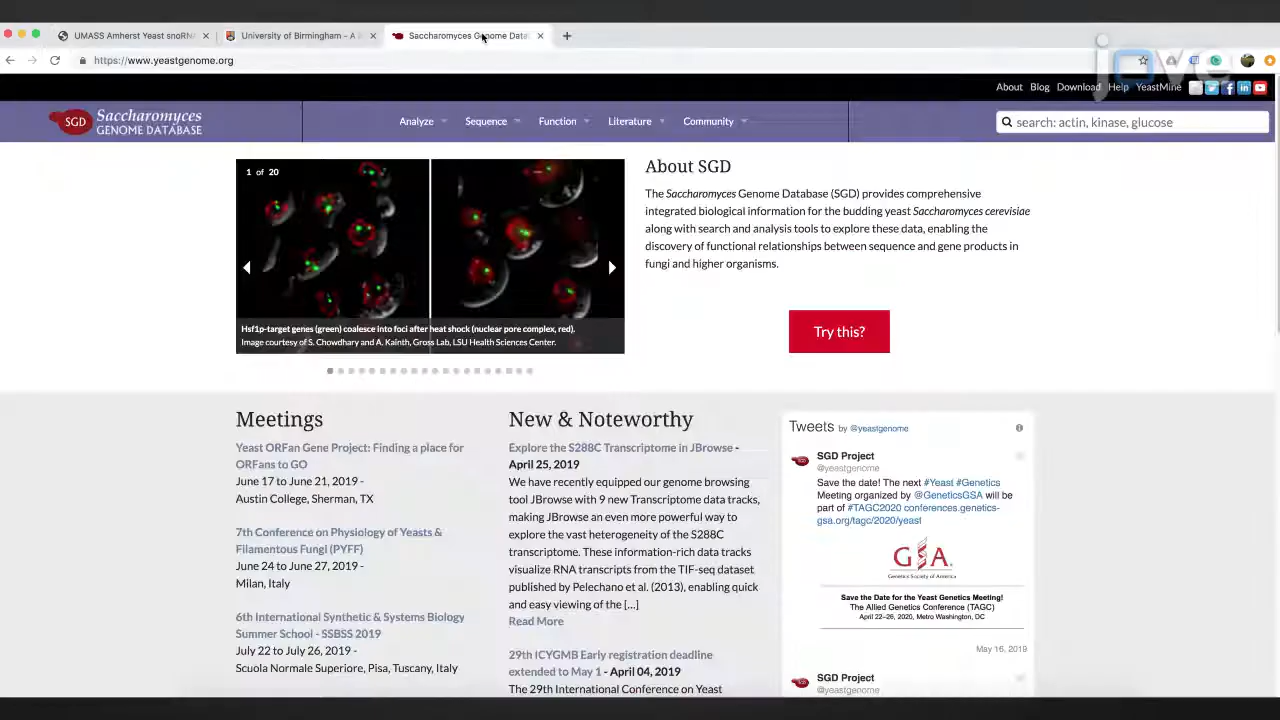 UMASS Amherst Yeast snoRN
University of Birmingham - A
Saccharomyces Genome Data
https://www.yeastgenome.org
jove
About Blog Download Help YeastMine
SGD Saccharomyces
GENOME DATABASE
Analyze Sequence Function Literature Community
search: actin, kinase, glucose
1 of 20
Hsf1p-target genes (green) coalesce into foci after heat shock (nuclear pore complex, red).
Image courtesy of S. Chowdhary and A. Kainth, Gross Lab, LSU Health Sciences Center.
About SGD
The Saccharomyces Genome Database (SGD) provides comprehensive
integrated biological information for the budding yeast Saccharomyces cerevisiae
along with search and analysis tools to explore these data, enabling the
discovery of functional relationships between sequence and gene products in
fungi and higher organisms.
Try this?
Meetings
Yeast ORFan Gene Project: Finding a place for
ORFans to GO
June 17 to June 21, 2019 -
Austin College, Sherman, TX
7th Conference on Physiology of Yeasts &
Filamentous Fungi (PYFF)
June 24 to June 27, 2019 -
Milan, Italy
6th International Synthetic & Systems Biology
Summer School - SSBSS 2019
July 22 to July 26, 2019 -
Scuola Normale Superiore, Pisa, Tuscany, Italy
New & Noteworthy
Explore the S288C Transcriptome in JBrowse -
April 25, 2019
We have recently equipped our genome browsing
tool JBrowse with 9 new Transcriptome data tracks,
making JBrowse an even more powerful way to
explore the vast heterogeneity of the S288C
transcriptome. These information-rich data tracks
visualize RNA transcripts from the TIF-seq dataset
published by Pelechano et al. (2013), enabling quick
and easy viewing of the [...]
Read More
29th ICYGMB Early registration deadline
extended to May 1 - April 04, 2019
The 29th International Conference on Yeast
Tweets by @yeastgenome
SGD Project
@yeastgenome
Save the date! The next #Yeast #Genetics
Meeting organized by @GeneticsGSA will be
part of #TAGC2020 conferences.genetics-
gsa.org/tagc/2020/yeast
GSA
Genetics Society of America
Save the Date for the Yeast Genetics Meeting!
The Allied Genetics Conference (TAGC)
April 22–26, 2020, Metro Washington, DC
May 16, 2019
SGD Project
@yeastgenome